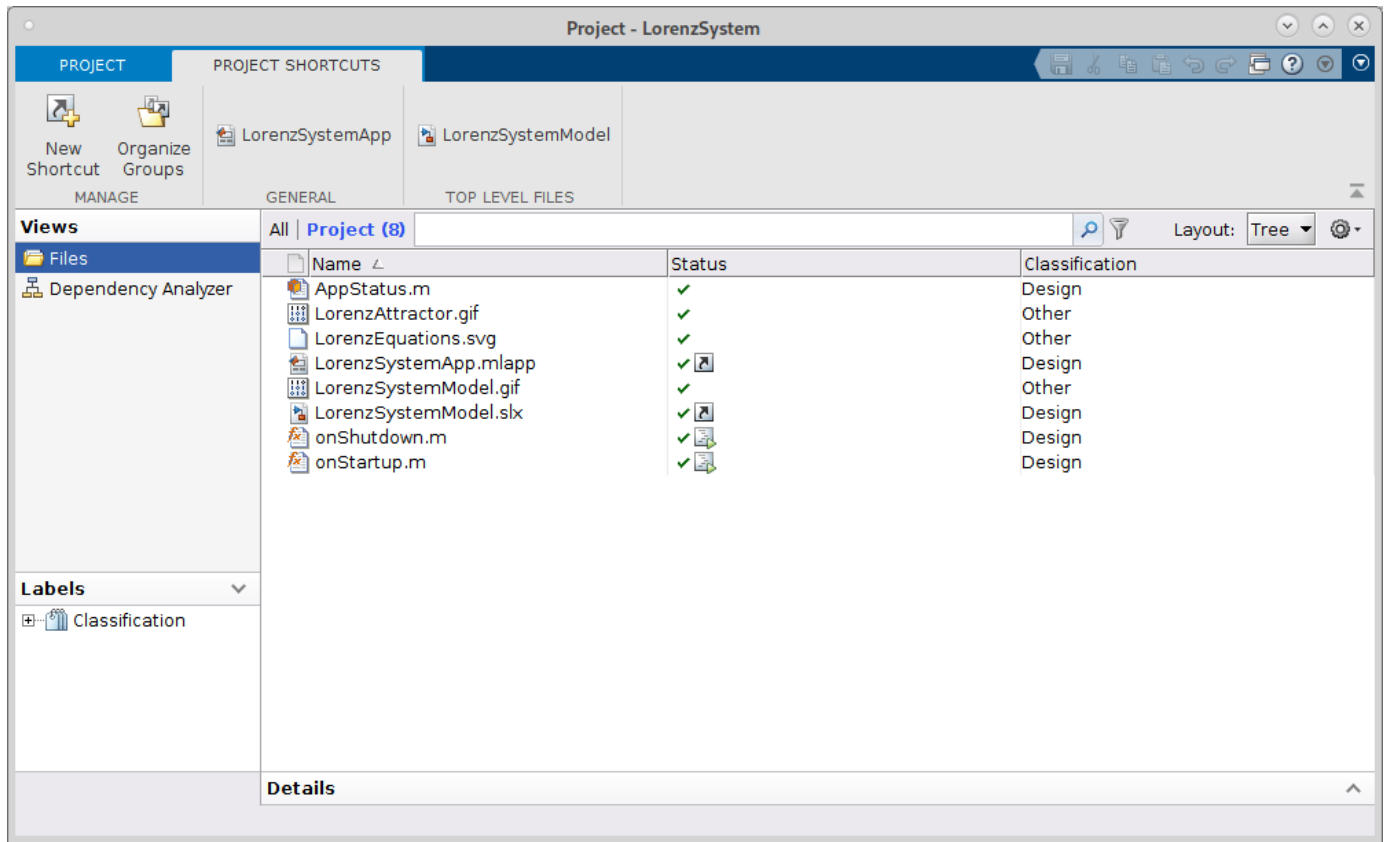 Project - LorenzSystem
PROJECT PROJECT SHORTCUTS
New Shortcut
Organize Groups
LorenzSystemApp
LorenzSystemModel
MANAGE GENERAL TOP LEVEL FILES
Views
Files
Dependency Analyzer
Labels
Classification
All | Project (8) Layout: Tree
Name Status Classification
AppStatus.m Design
LorenzAttractor.gif Other
LorenzEquations.svg Other
LorenzSystemApp.mlapp Design
LorenzSystemModel.gif Other
LorenzSystemModel.slx Design
onShutdown.m Design
onStartup.m Design
Details